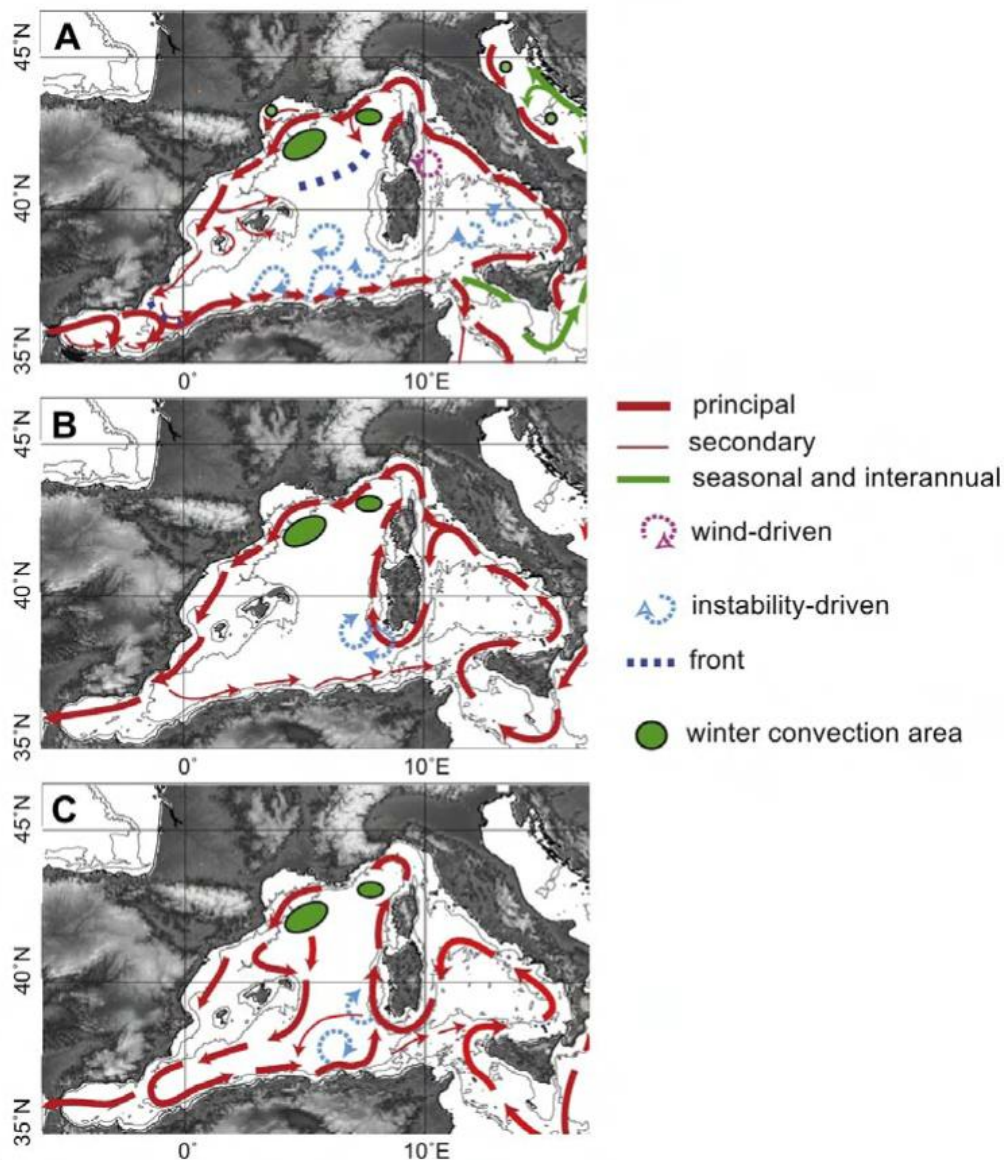 A
45˚N
40˚N
35˚N
0˚
10˚E
B
45˚N
40˚N
35˚N
0˚
10˚E
C
45˚N
40˚N
35˚N
0˚
10˚E
principal
secondary
seasonal and interannual
wind-driven
instability-driven
front
winter convection area